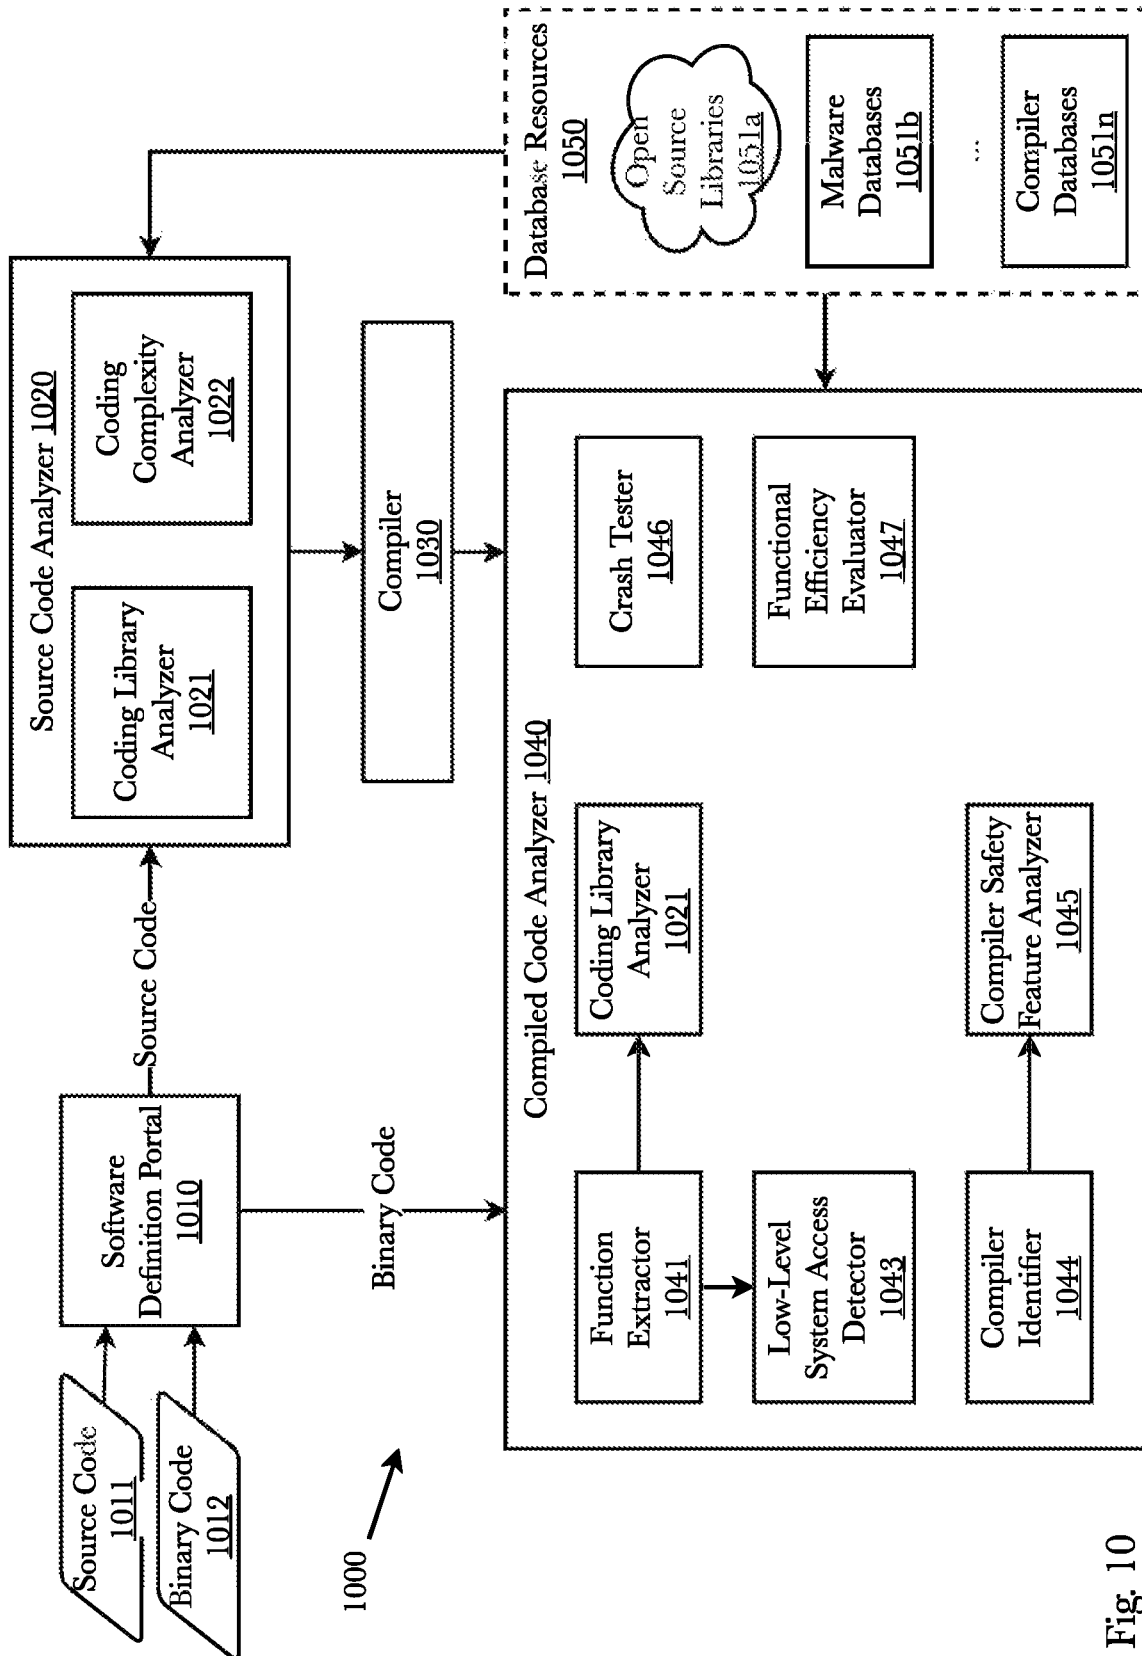 Source Code
1011
Binary Code
1012
Software
Definition Portal
1010
Source Code
Binary Code
Source Code Analyzer 1020
Coding Library
Analyzer
1021
Coding
Complexity
Analyzer
1022
Compiler
1030
1000
Compiled Code Analyzer 1040
Function
Extractor
1041
Coding Library
Analyzer
1021
Crash Tester
1046
Low-Level
System Access
Detector
1043
Functional
Efficiency
Evaluator
1047
Compiler
Identifier
1044
Compiler Safety
Feature Analyzer
1045
Database Resources
1050
Open
Source
Libraries
1051a
Malware
Databases
1051b
...
Compiler
Databases
1051n
Fig. 10